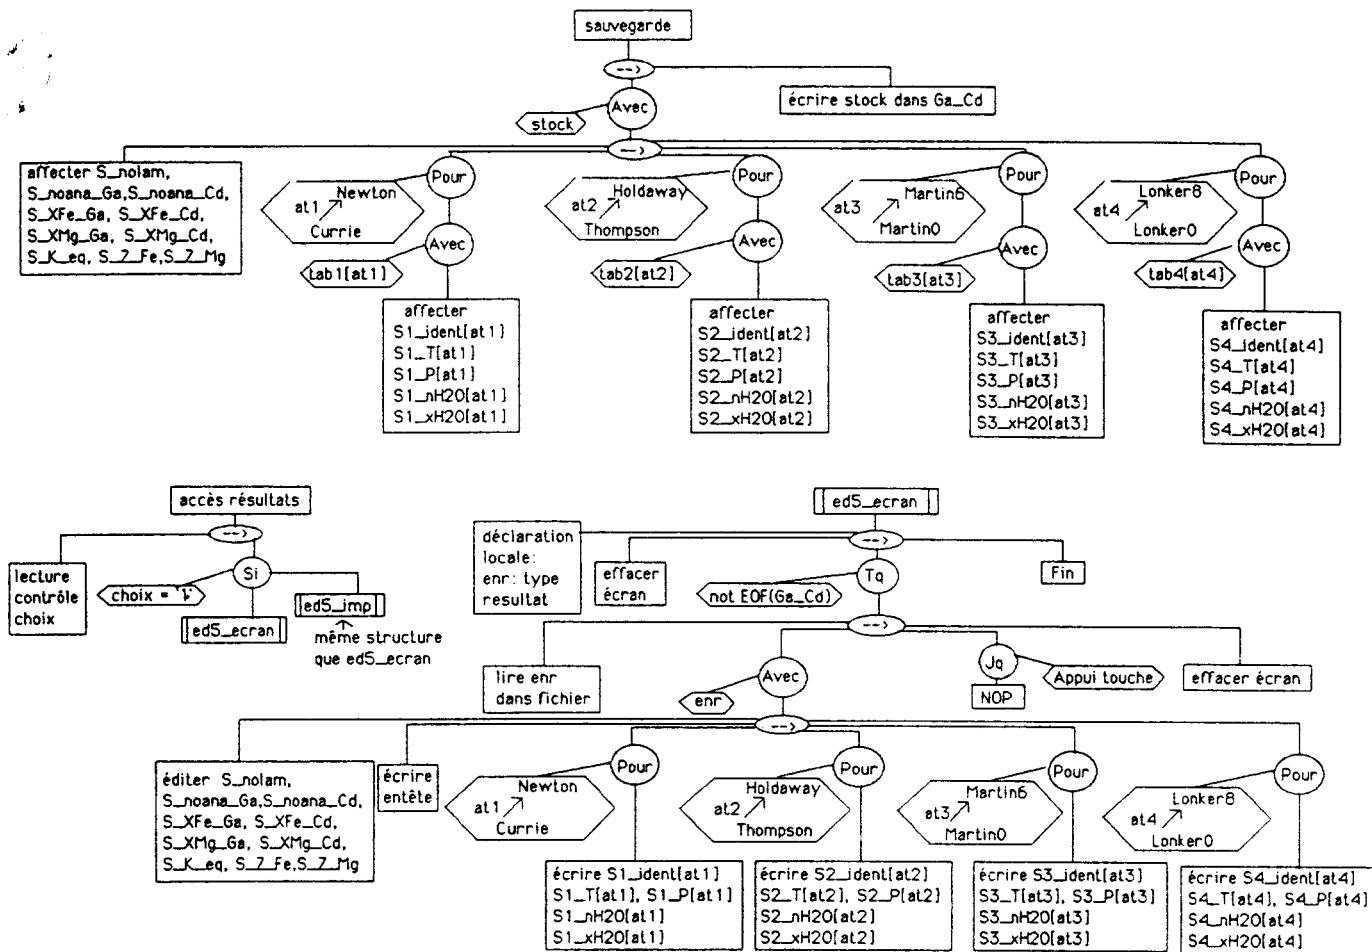 sauvegarde
-->
écrire stock dans Ga_Cd
Avec
stock
-->
affecter S_nolam,
S_noana_Ga,S_noana_Cd,
S_XFe_Ga, S_XFe_Cd,
S_XMg_Ga, S_XMg_Cd,
S_K_eq, S_7_Fe,S_7_Mg
Newton
at1
Currie
Pour
Avec
tab1[at1]
affecter
S1_ident[at1]
S1_T[at1]
S1_P[at1]
S1_nH2O[at1]
S1_xH2O[at1]
Holdaway
at2
Thompson
Pour
Avec
tab2[at2]
affecter
S2_ident[at2]
S2_T[at2]
S2_P[at2]
S2_nH2O[at2]
S2_xH2O[at2]
Martin6
at3
Martin0
Pour
Avec
tab3[at3]
affecter
S3_ident[at3]
S3_T[at3]
S3_P[at3]
S3_nH2O[at3]
S3_xH2O[at3]
Lonker8
at4
Lonker0
Pour
Avec
tab4[at4]
affecter
S4_ident[at4]
S4_T[at4]
S4_P[at4]
S4_nH2O[at4]
S4_xH2O[at4]
accès résultats
-->
lecture
contrôle
choix
Si
choix =
ed5_ecran
ed5_imp
même structure
que ed5_ecran
ed5_ecran
-->
déclaration
locale:
enr: type
resultat
effacer
écran
Tq
not EOF(Ga_Cd)
Fin
-->
lire enr
dans fichier
Avec
enr
Jq
Appui touche
NOP
effacer écran
-->
éditer S_nolam,
S_noana_Ga,S_noana_Cd,
S_XFe_Ga, S_XFe_Cd,
S_XMg_Ga, S_XMg_Cd,
S_K_eq, S_7_Fe,S_7_Mg
écrire
entête
Newton
at1
Currie
Pour
écrire S1_ident[at1]
S1_T[at1], S1_P[at1]
S1_nH2O[at1]
S1_xH2O[at1]
Holdaway
at2
Thompson
Pour
écrire S2_ident[at2]
S2_T[at2], S2_P[at2]
S2_nH2O[at2]
S2_xH2O[at2]
Martin6
at3
Martin0
Pour
écrire S3_ident[at3]
S3_T[at3], S3_P[at3]
S3_nH2O[at3]
S3_xH2O[at3]
Lonker8
at4
Lonker0
Pour
écrire S4_ident[at4]
S4_T[at4], S4_P[at4]
S4_nH2O[at4]
S4_xH2O[at4]